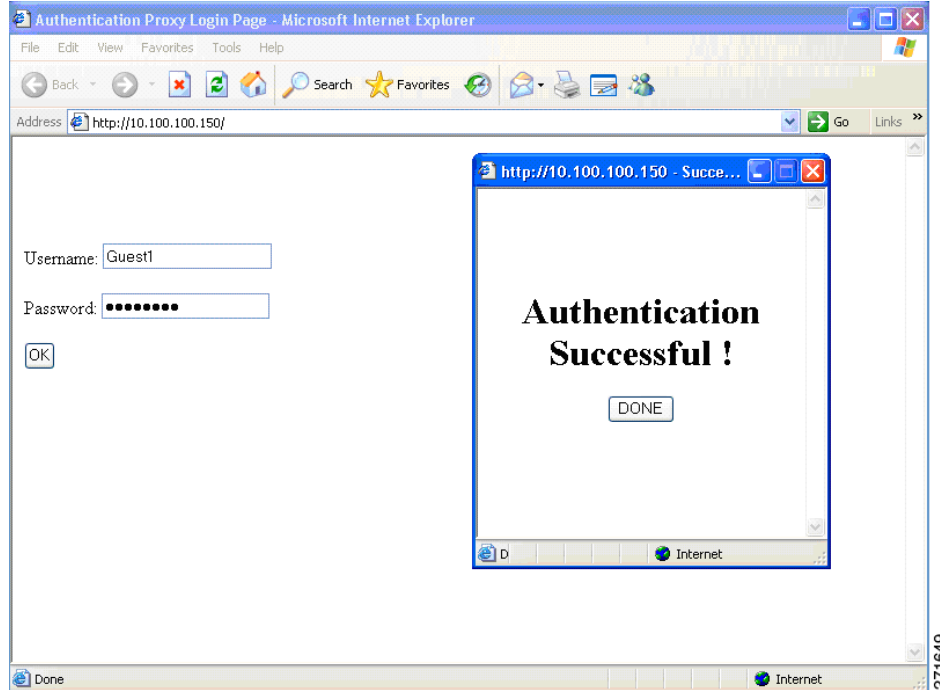 Authentication Proxy Login Page - Microsoft Internet Explorer
File Edit View Favorites Tools Help
Back Search Favorites
Address http://10.100.100.150/ Go Links »
http://10.100.100.150 - Succe...
Username: Guest1
Password: ••••••••
OK
Authentication
Successful !
DONE
D Internet
Done Internet
271649